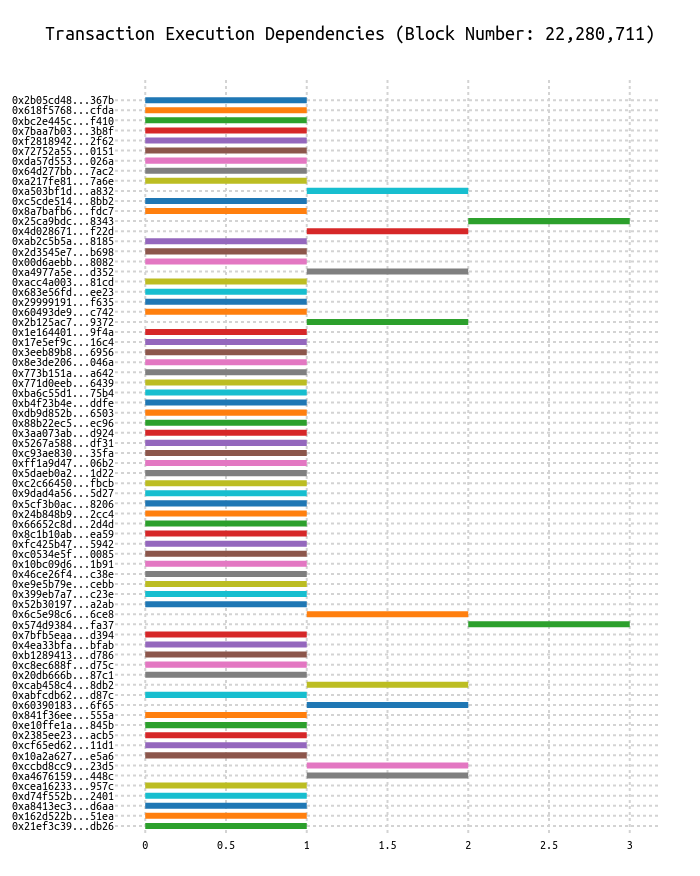 Transaction Execution Dependencies (Block Number: 22,280,711)
0x2b05cd48...367b
0x618f5768...cfda
0xbc2e445c...f410
0x7baa7b03...3b8f
0xf2818942...2f62
0x72752a55...0151
0xda57d553...026a
0x64d277bb...7ac2
0xa217fe81...7a6e
0xa503bf1d...a832
0xc5cde514...8bb2
0x8a7bafb6...fdc7
0x25ca9bdc...8343
0x4d028671...f22d
0xab2c5b5a...8185
0x2d3545e7...b698
0x00d6aebb...8082
0xa4977a5e...d352
0xacc4a003...81cd
0x683e56fd...ee23
0x29999191...f635
0x60493de9...c742
0x2b125ac7...9372
0x1e164401...9f4a
0x17e5ef9c...16c4
0x3eeb89b8...6956
0x8e3de206...046a
0x773b151a...a642
0x771d0eeb...6439
0xba6c55d1...75b4
0xb4f23b4e...ddfe
0xdb9d852b...6503
0x88b22ec5...ec96
0x3aa073ab...d924
0x5267a588...df31
0xc93ae830...35fa
0xff1a9d47...06b2
0x5daeb0a2...1d22
0xc2c66450...fbcb
0x9dad4a56...5d27
0x5cf3b0ac...8206
0x24b848b9...2cc4
0x66652c8d...2d4d
0x8c1b10ab...ea59
0xfc425b47...5942
0xc0534e5f...0085
0x10bc09d6...1b91
0x46ce26f4...c38e
0xe9e5b79e...cebb
0x399eb7a7...c23e
0x52b30197...a2ab
0x6c5e98c6...6ce8
0x574d9384...fa37
0x7bfb5eaa...d394
0x4ea33bfa...bfab
0xb1289413...d786
0xc8ec688f...d75c
0x20db666b...87c1
0xcab458c4...8db2
0xabfcdb62...d87c
0x60390183...6f65
0x841f36ee...555a
0xe10ffe1a...845b
0x2385ee23...acb5
0xcf65ed62...11d1
0x10a2a627...e5a6
0xccbd8cc9...23d5
0xa4676159...448c
0xcea16233...957c
0xd74f552b...2401
0xa8413ec3...d6aa
0x162d522b...51ea
0x21ef3c39...db26
0 0.5 1 1.5 2 2.5 3